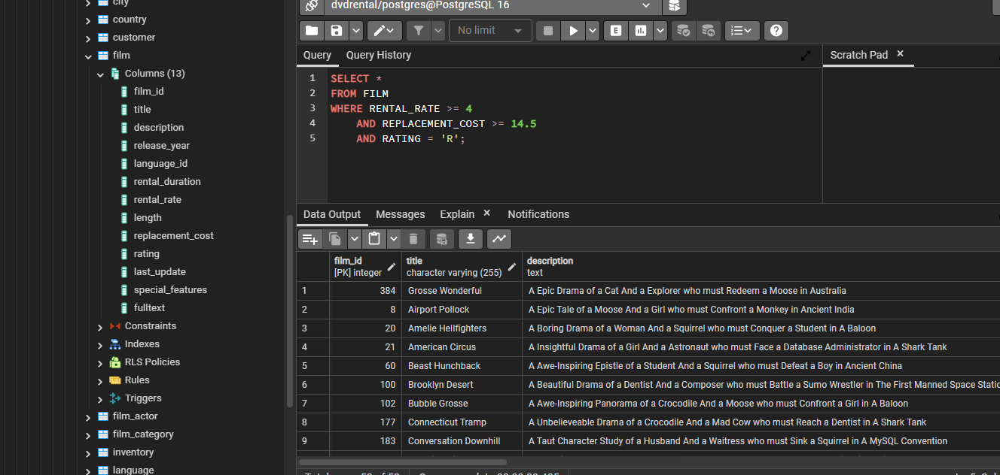 city
country
customer
film
Columns (13)
film_id
title
description
release_year
language_id
rental_duration
rental_rate
length
replacement_cost
rating
last_update
special_features
fulltext
Constraints
Indexes
RLS Policies
Rules
Triggers
film_actor
film_category
inventory
language
dvdrental/postgres@PostgreSQL 16
No limit
E
Query Query History
Scratch Pad
1 SELECT *
2 FROM FILM
3 WHERE RENTAL_RATE >= 4
4 AND REPLACEMENT_COST >= 14.5
5 AND RATING = 'R';
Data Output Messages Explain Notifications
film_id title description
[PK] integer character varying (255) text
1 384 Grosse Wonderful A Epic Drama of a Cat And a Explorer who must Redeem a Moose in Australia
2 8 Airport Pollock A Epic Tale of a Moose And a Girl who must Confront a Monkey in Ancient India
3 20 Amelie Hellfighters A Boring Drama of a Woman And a Squirrel who must Conquer a Student in A Baloon
4 21 American Circus A Insightful Drama of a Girl And a Astronaut who must Face a Database Administrator in A Shark Tank
5 60 Beast Hunchback A Awe-Inspiring Epistle of a Student And a Squirrel who must Defeat a Boy in Ancient China
6 100 Brooklyn Desert A Beautiful Drama of a Dentist And a Composer who must Battle a Sumo Wrestler in The First Manned Space Static
7 102 Bubble Grosse A Awe-Inspiring Panorama of a Crocodile And a Moose who must Confront a Girl in A Baloon
8 177 Connecticut Tramp A Unbelieveable Drama of a Crocodile And a Mad Cow who must Reach a Dentist in A Shark Tank
9 183 Conversation Downhill A Taut Character Study of a Husband And a Waitress who must Sink a Squirrel in A MySQL Convention